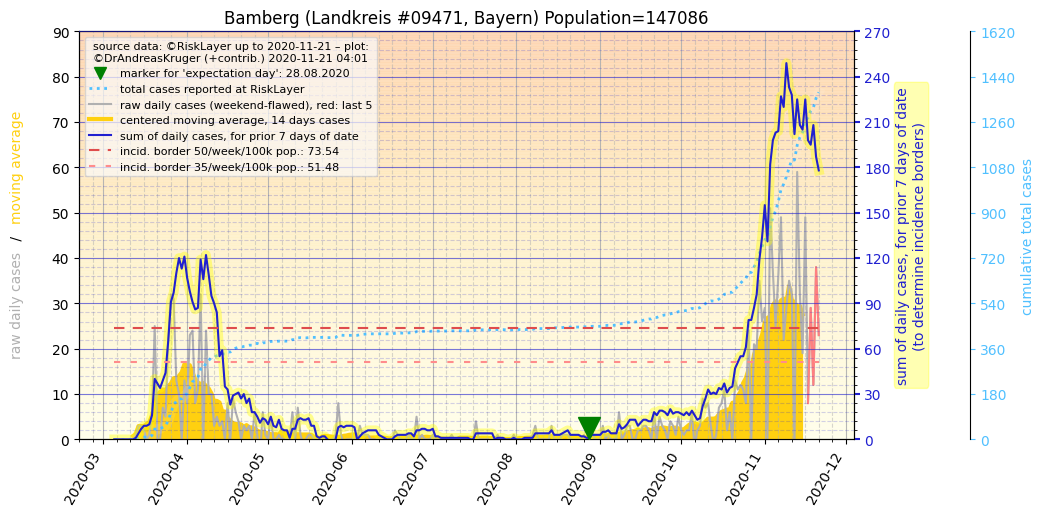 Bamberg (Landkreis #09471, Bayern) Population=147086
source data: ©RiskLayer up to 2020-11-21 – plot:
©DrAndreasKruger (+contrib.) 2020-11-21 04:01
marker for 'expectation day': 28.08.2020
total cases reported at RiskLayer
raw daily cases (weekend-flawed), red: last 5
centered moving average, 14 days cases
sum of daily cases, for prior 7 days of date
incid. border 50/week/100k pop.: 73.54
incid. border 35/week/100k pop.: 51.48
raw daily cases / moving average
90
80
70
60
50
40
30
20
10
0
2020-03
2020-04
2020-05
2020-06
2020-07
2020-08
2020-09
2020-10
2020-11
2020-12
270
240
210
180
150
120
90
60
30
0
sum of daily cases, for prior 7 days of date
(to determine incidence borders)
1620
1440
1260
1080
900
720
540
360
180
0
cumulative total cases